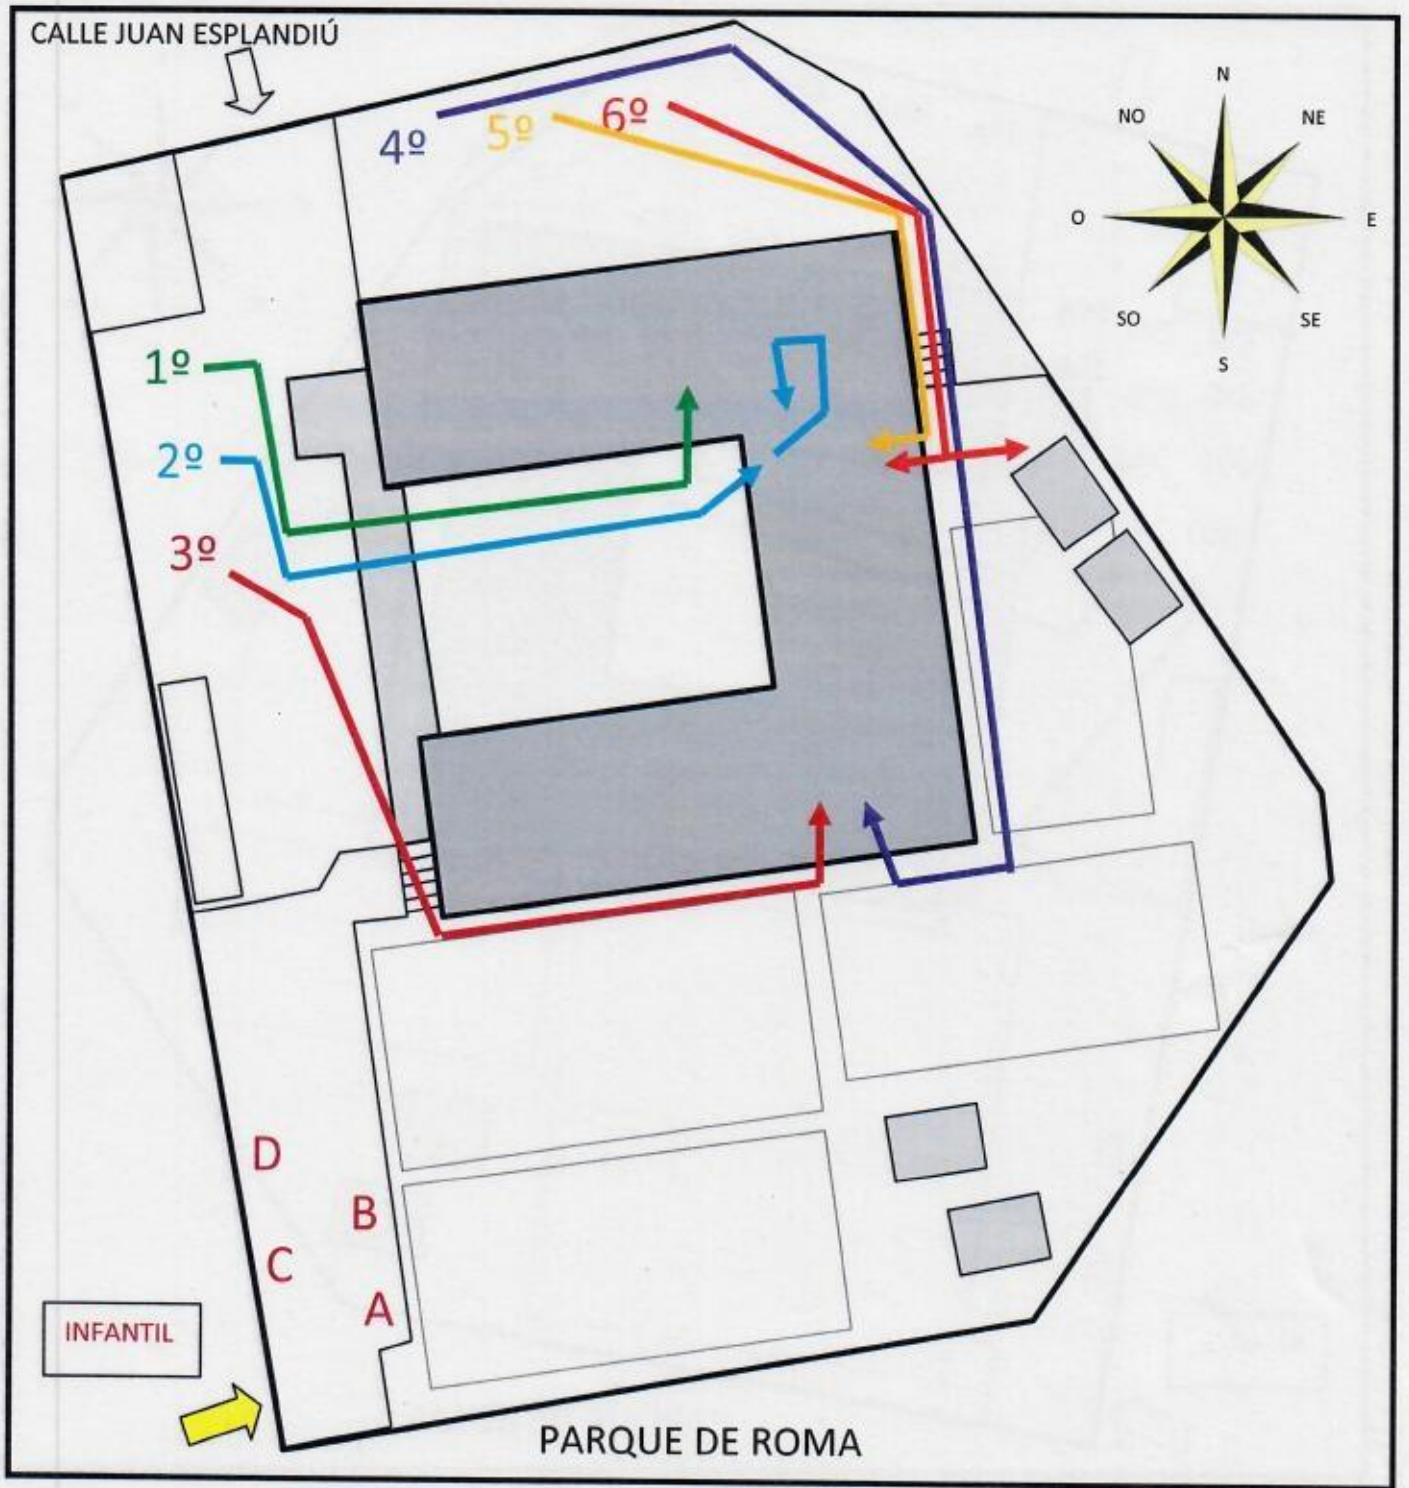 CALLE JUAN ESPLANDIÚ
N
NO
NE
O
E
SO
SE
S
4º
5º
6º
1º
2º
3º
D
B
C
A
INFANTIL
PARQUE DE ROMA